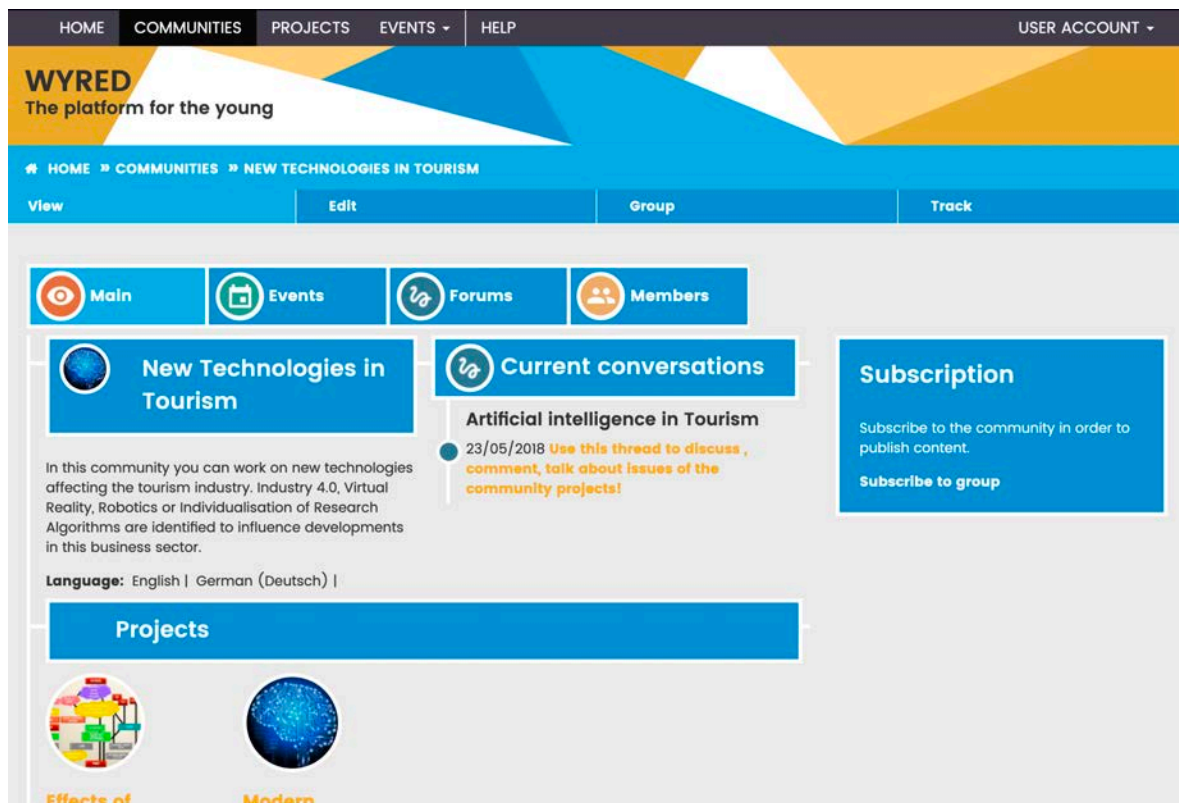 HOME COMMUNITIES PROJECTS EVENTS HELP USER ACCOUNT
WYRED
The platform for the young
HOME » COMMUNITIES » NEW TECHNOLOGIES IN TOURISM
View Edit Group Track
Main Events Forums Members
New Technologies in
Tourism
In this community you can work on new technologies
affecting the tourism industry. Industry 4.0, Virtual
Reality, Robotics or Individualisation of Research
Algorithms are identified to influence developments
in this business sector.
Language: English | German (Deutsch) |
Current conversations
Artificial intelligence in Tourism
23/05/2018 Use this thread to discuss ,
comment, talk about issues of the
community projects!
Subscription
Subscribe to the community in order to
publish content.
Subscribe to group
Projects
Effects of
Modern